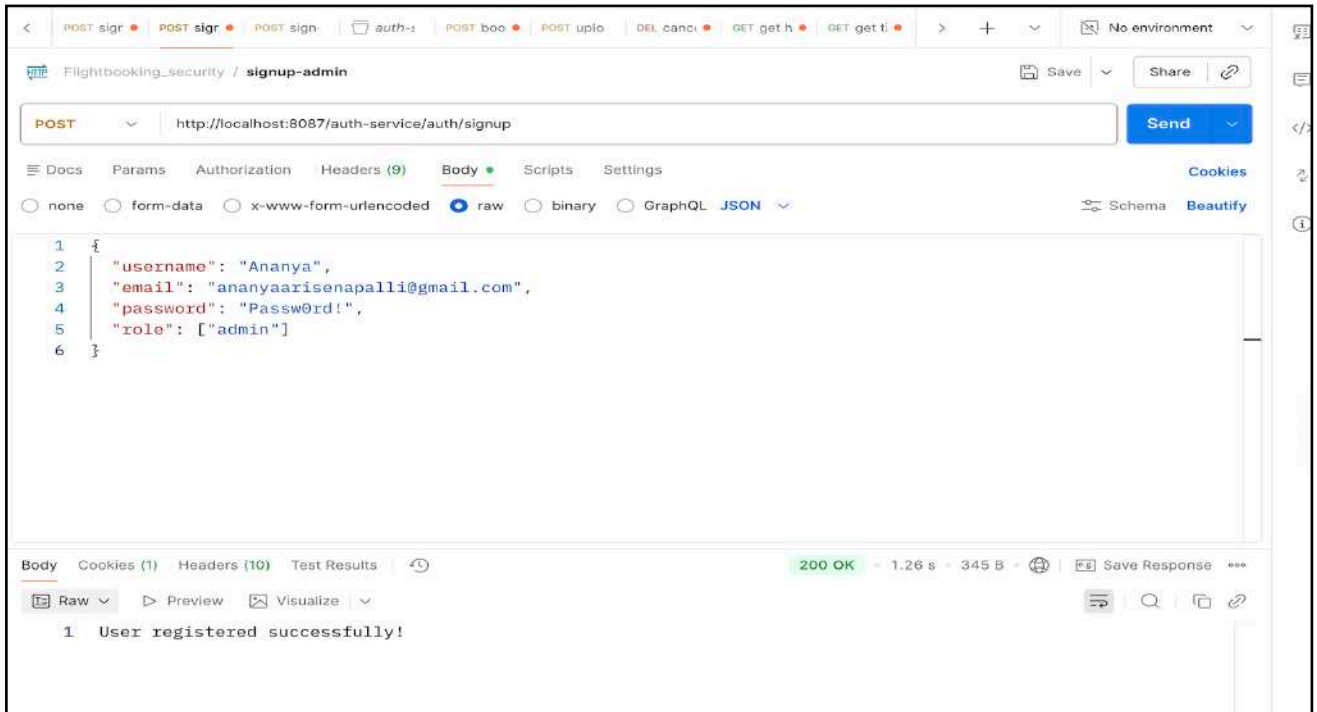 POST sigr POST sigr POST sign auth-s POST boo POST uplo DEL canc GET get h GET get ti No environment
HTTP Flightbooking_security / signup-admin Save Share
POST http://localhost:8087/auth-service/auth/signup Send
Docs Params Authorization Headers (9) Body Scripts Settings Cookies
none form-data x-www-form-urlencoded raw binary GraphQL JSON Schema Beautify
1 {
2 "username": "Ananya",
3 "email": "ananyaarisenapalli@gmail.com",
4 "password": "Passw0rd!",
5 "role": ["admin"]
6 }
Body Cookies (1) Headers (10) Test Results 200 OK 1.26 s 345 B Save Response
Raw Preview Visualize
1 User registered successfully!